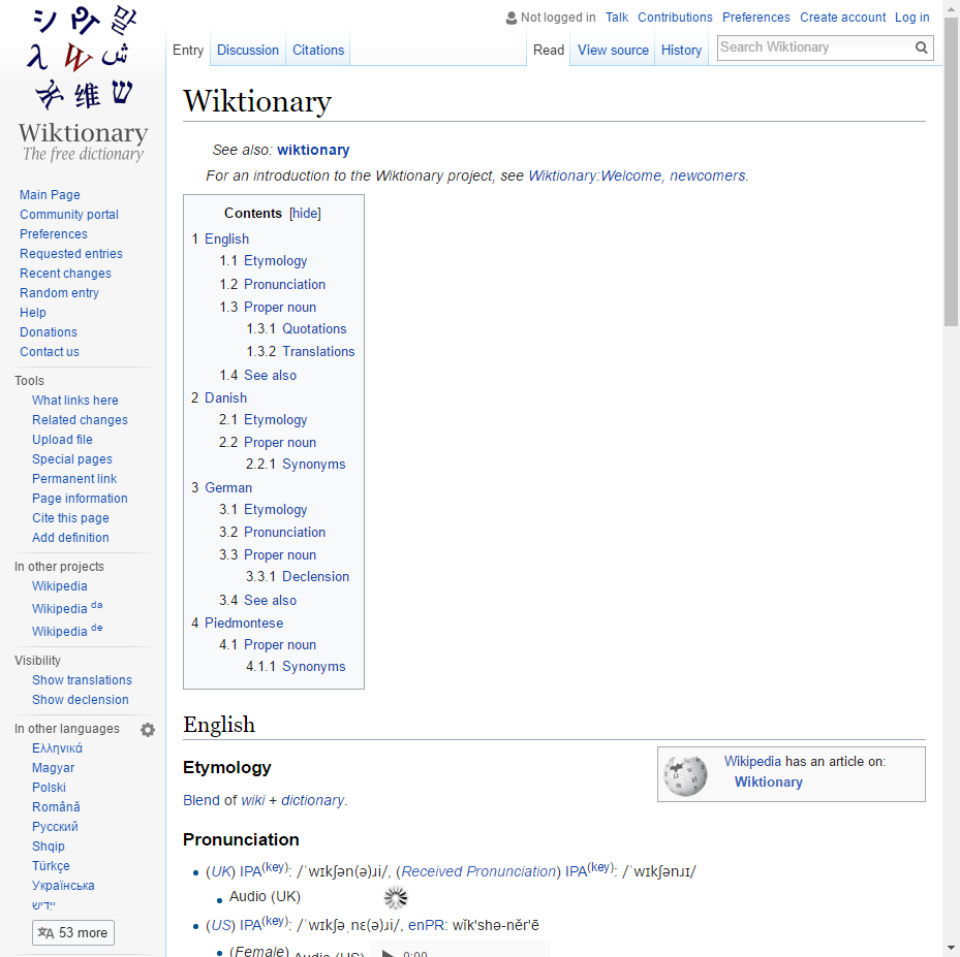 シ ри 말
λ W ش
维 ש
Wiktionary
The free dictionary
Not logged in Talk Contributions Preferences Create account Log in
Entry Discussion Citations Read View source History Search Wiktionary
Main Page
Community portal
Preferences
Requested entries
Recent changes
Random entry
Help
Donations
Contact us
Tools
What links here
Related changes
Upload file
Special pages
Permanent link
Page information
Cite this page
Add definition
In other projects
Wikipedia
Wikipedia da
Wikipedia de
Visibility
Show translations
Show declension
In other languages
Ελληνικά
Magyar
Polski
Română
Русский
Shqip
Türkçe
Українська
ייִדיש
53 more
Wiktionary
See also: wiktionary
For an introduction to the Wiktionary project, see Wiktionary:Welcome, newcomers.
Contents [hide]
1 English
1.1 Etymology
1.2 Pronunciation
1.3 Proper noun
1.3.1 Quotations
1.3.2 Translations
1.4 See also
2 Danish
2.1 Etymology
2.2 Proper noun
2.2.1 Synonyms
3 German
3.1 Etymology
3.2 Pronunciation
3.3 Proper noun
3.3.1 Declension
3.4 See also
4 Piedmontese
4.1 Proper noun
4.1.1 Synonyms
English
Etymology
Wikipedia has an article on:
Wiktionary
Blend of wiki + dictionary.
Pronunciation
• (UK) IPA(key): /ˈwɪkʃən(ə)ɹi/, (Received Pronunciation) IPA(key): /ˈwɪkʃənɹɪ/
• Audio (UK)
• (US) IPA(key): /ˈwɪkʃəˌnɛ(ə)ɹi/, enPR: wĭk'shə-nĕr'ē
• (Female) Audio (US) 0:00